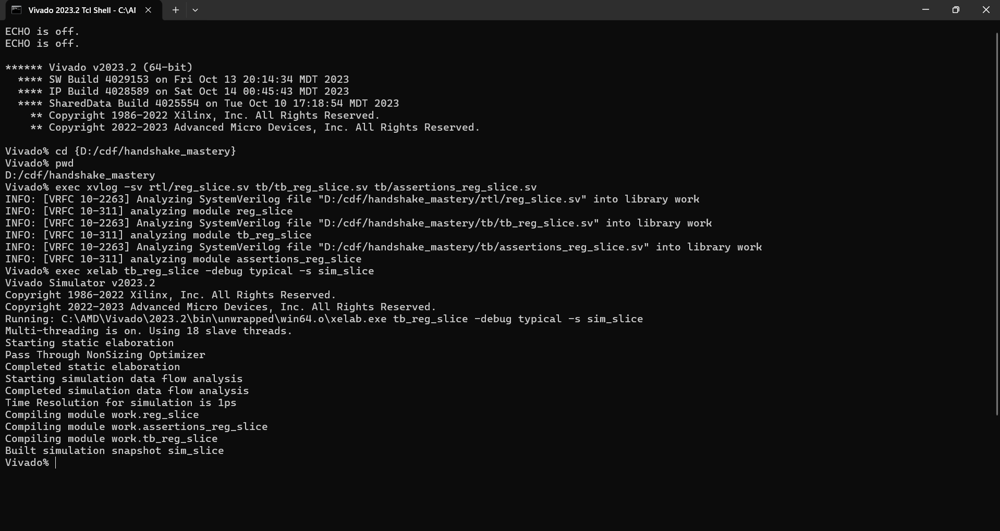 Vivado 2023.2 Tcl Shell - C:\AI
ECHO is off.
ECHO is off.
****** Vivado v2023.2 (64-bit)
  **** SW Build 4029153 on Fri Oct 13 20:14:34 MDT 2023
  **** IP Build 4028589 on Sat Oct 14 00:45:43 MDT 2023
  **** SharedData Build 4025554 on Tue Oct 10 17:18:54 MDT 2023
    ** Copyright 1986-2022 Xilinx, Inc. All Rights Reserved.
    ** Copyright 2022-2023 Advanced Micro Devices, Inc. All Rights Reserved.
Vivado% cd {D:/cdf/handshake_mastery}
Vivado% pwd
D:/cdf/handshake_mastery
Vivado% exec xvlog -sv rtl/reg_slice.sv tb/tb_reg_slice.sv tb/assertions_reg_slice.sv
INFO: [VRFC 10-2263] Analyzing SystemVerilog file "D:/cdf/handshake_mastery/rtl/reg_slice.sv" into library work
INFO: [VRFC 10-311] analyzing module reg_slice
INFO: [VRFC 10-2263] Analyzing SystemVerilog file "D:/cdf/handshake_mastery/tb/tb_reg_slice.sv" into library work
INFO: [VRFC 10-311] analyzing module tb_reg_slice
INFO: [VRFC 10-2263] Analyzing SystemVerilog file "D:/cdf/handshake_mastery/tb/assertions_reg_slice.sv" into library work
INFO: [VRFC 10-311] analyzing module assertions_reg_slice
Vivado% exec xelab tb_reg_slice -debug typical -s sim_slice
Vivado Simulator v2023.2
Copyright 1986-2022 Xilinx, Inc. All Rights Reserved.
Copyright 2022-2023 Advanced Micro Devices, Inc. All Rights Reserved.
Running: C:\AMD\Vivado\2023.2\bin\unwrapped\win64.o\xelab.exe tb_reg_slice -debug typical -s sim_slice
Multi-threading is on. Using 18 slave threads.
Starting static elaboration
Pass Through NonSizing Optimizer
Completed static elaboration
Starting simulation data flow analysis
Completed simulation data flow analysis
Time Resolution for simulation is 1ps
Compiling module work.reg_slice
Compiling module work.assertions_reg_slice
Compiling module work.tb_reg_slice
Built simulation snapshot sim_slice
Vivado%